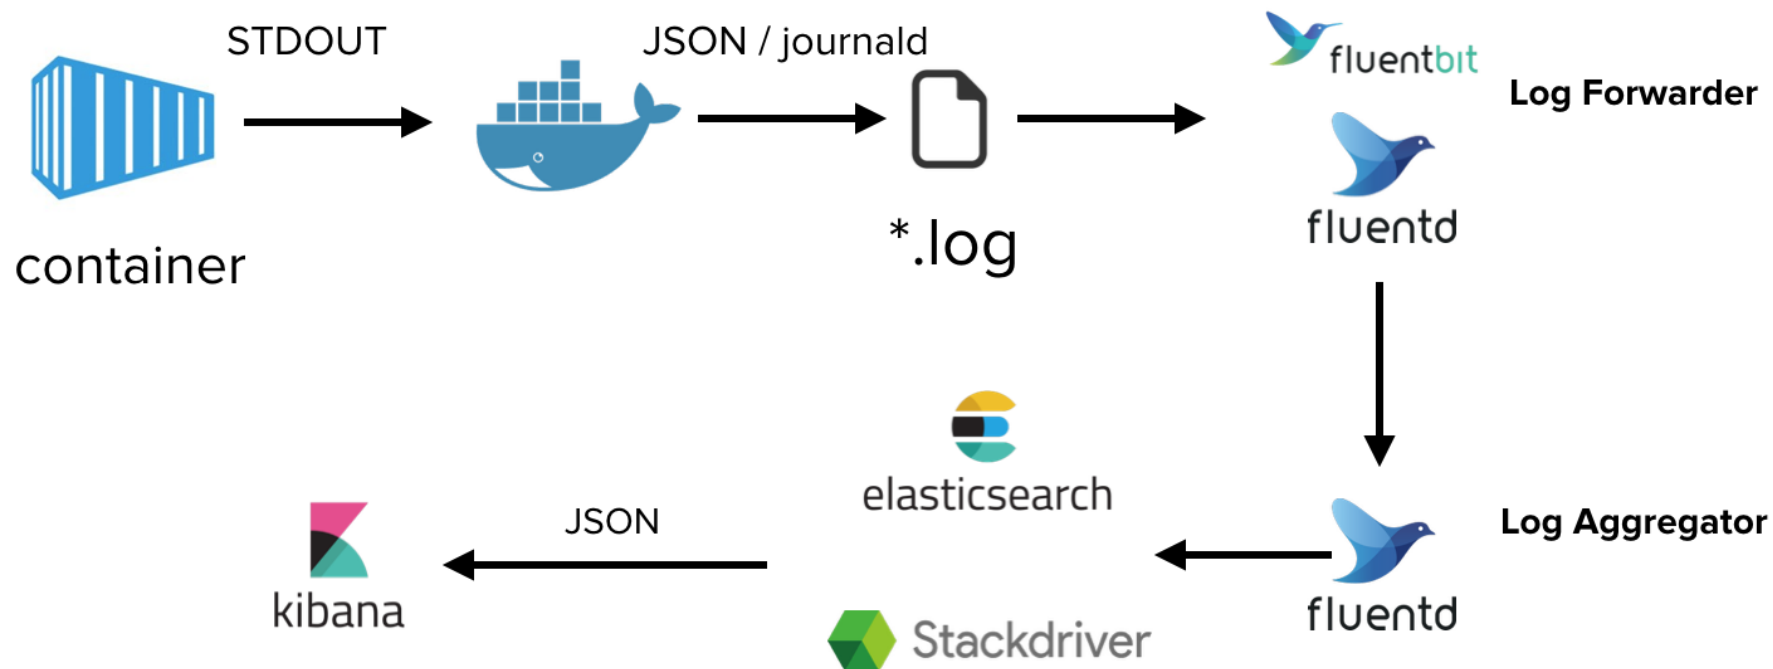 STDOUT
JSON / journald
fluentbit
Log Forwarder
fluentd
container
*.log
elasticsearch
JSON
Log Aggregator
kibana
fluentd
Stackdriver